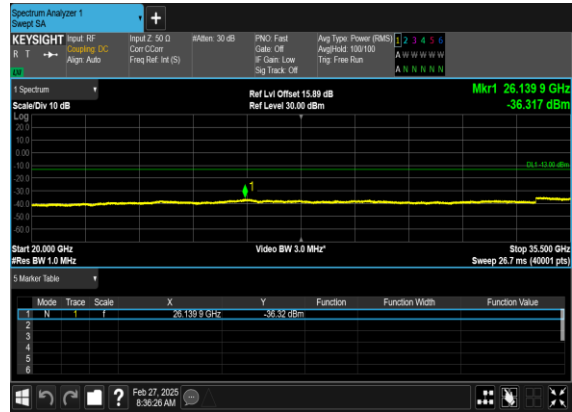 Spectrum Analyzer 1
Swept SA
+
KEYSIGHT
R T
Input: RF
Coupling: DC
Align: Auto
Input Z: 50 Ω
Corr CCorr
Freq Ref: Int (S)
#Atten: 30 dB
PNO: Fast
Gate: Off
IF Gain: Low
Sig Track: Off
Avg Type: Power (RMS)
Avg|Hold: 100/100
Trig: Free Run
1 2 3 4 5 6
A W W W W W
A N N N N N
1 Spectrum
Scale/Div 10 dB
Ref Lvl Offset 15.89 dB
Ref Level 30.00 dBm
Mkr1 26.139 9 GHz
-36.317 dBm
Log
20.0
10.0
0.00
-10.0
-20.0
-30.0
-40.0
-50.0
-60.0
DL1 -13.00 dBm
1
Start 20.000 GHz
#Res BW 1.0 MHz
Video BW 3.0 MHz*
Stop 35.500 GHz
Sweep 26.7 ms (40001 pts)
5 Marker Table
Mode Trace Scale X Y Function Function Width Function Value
1 N 1 f 26.139 9 GHz -36.32 dBm
2
3
4
5
6
?
Feb 27, 2025
8:36:26 AM